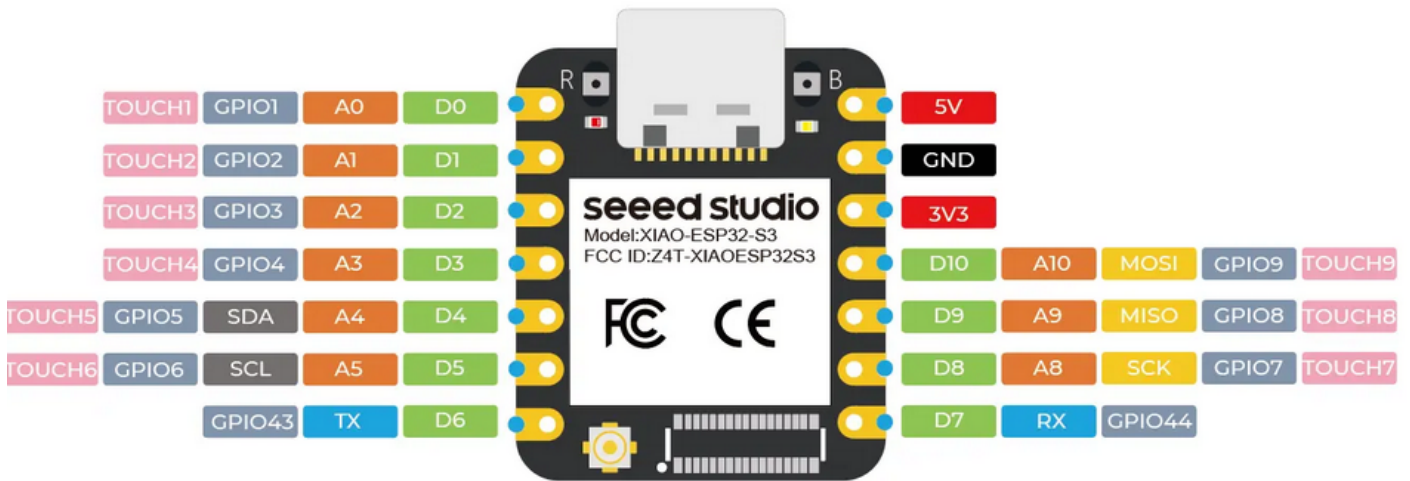 R B
TOUCH1 GPIO1 A0 D0 5V
TOUCH2 GPIO2 A1 D1 GND
TOUCH3 GPIO3 A2 D2 seeed studio 3V3
Model:XIAO-ESP32-S3
TOUCH4 GPIO4 A3 D3 FCC ID:Z4T-XIAOESP32S3 D10 A10 MOSI GPIO9 TOUCH9
TOUCH5 GPIO5 SDA A4 D4 FC CE D9 A9 MISO GPIO8 TOUCH8
TOUCH6 GPIO6 SCL A5 D5 D8 A8 SCK GPIO7 TOUCH7
GPIO43 TX D6 D7 RX GPIO44